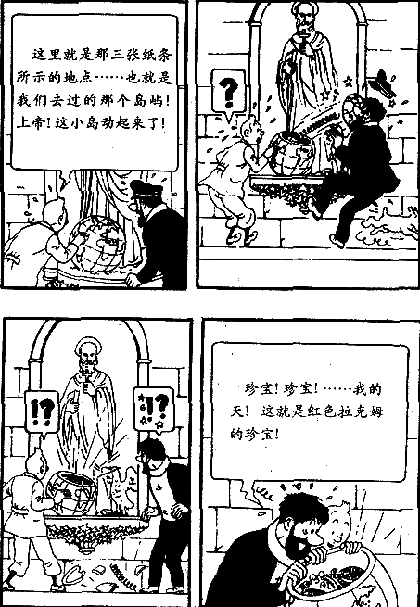 这里就是那三张纸条
所示的地点……也就是
我们去过的那个岛屿!
上帝!这小岛动起来了!
?
!?
?!
珍宝!珍宝!……我的
天!这就是红色拉克姆
的珍宝!